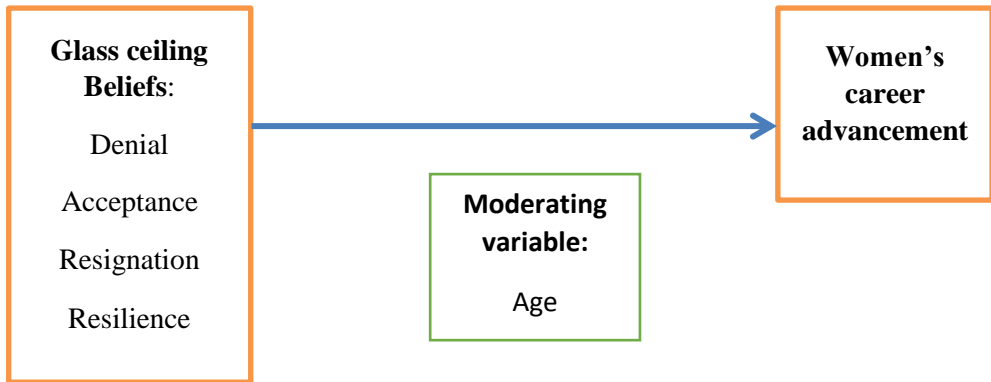 Glass ceiling
Beliefs:
Denial
Acceptance
Resignation
Resilience
Moderating
variable:
Age
Women’s
career
advancement